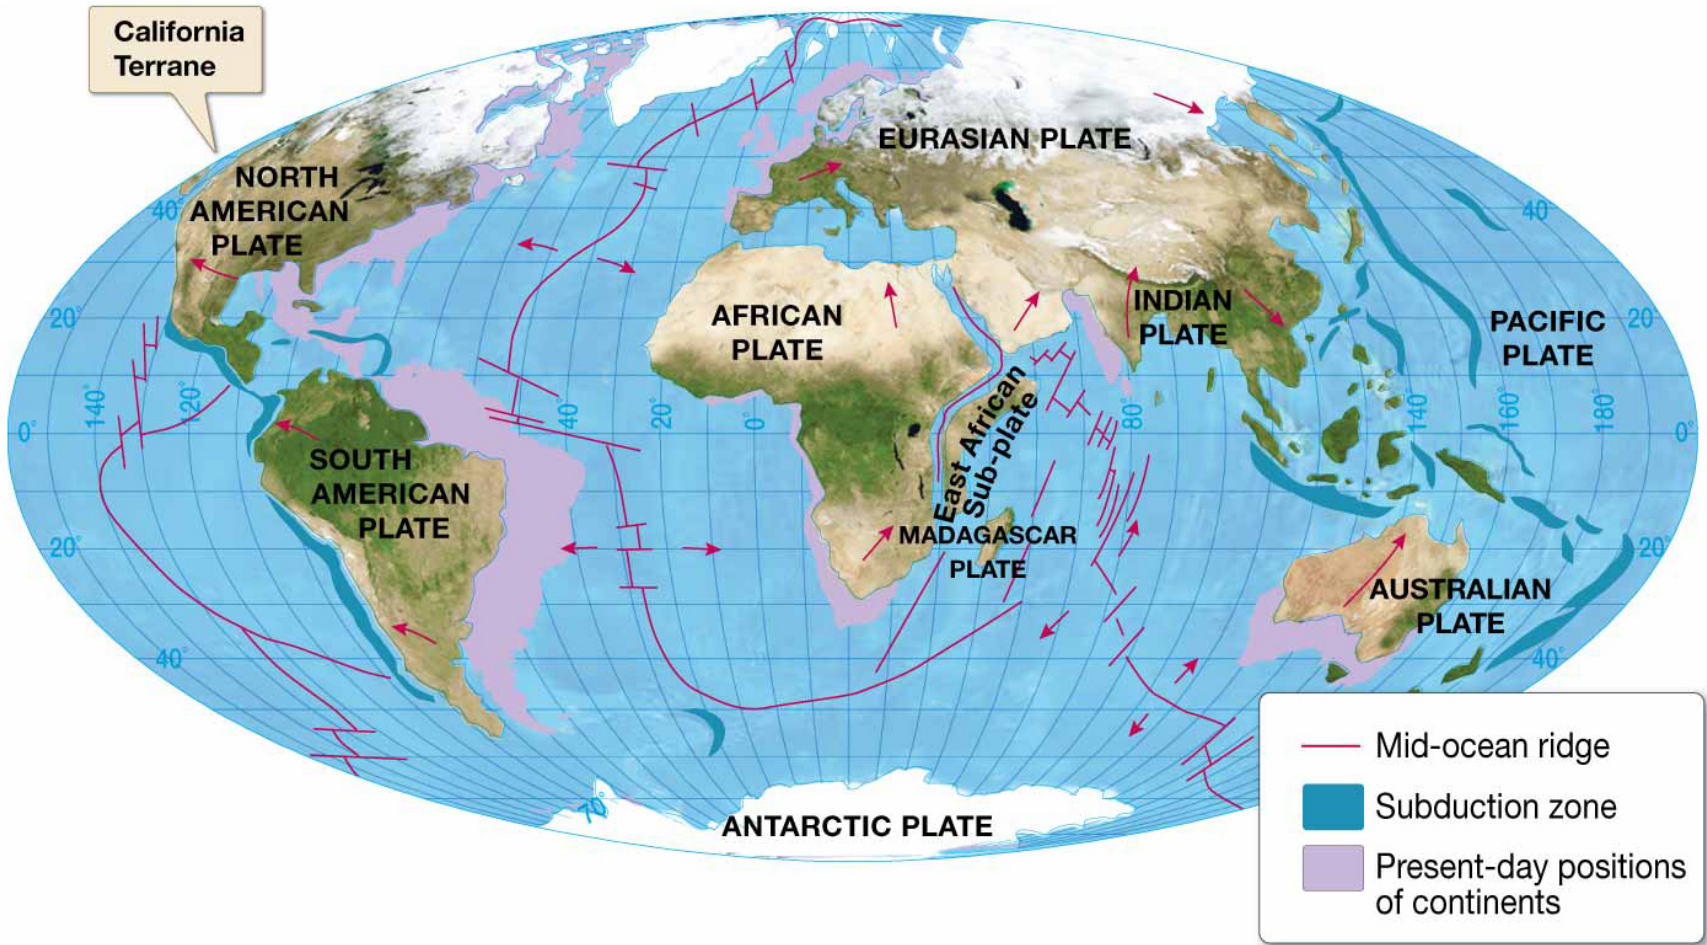 California
Terrane
NORTH
AMERICAN
PLATE
EURASIAN PLATE
40°
40°
AFRICAN
PLATE
INDIAN
PLATE
PACIFIC
PLATE
20°
20°
East African
Sub-plate
140°
120°
40°
20°
0°
80°
140°
160°
180°
0°
0°
SOUTH
AMERICAN
PLATE
MADAGASCAR
PLATE
20°
20°
AUSTRALIAN
PLATE
40°
40°
70°
ANTARCTIC PLATE
Mid-ocean ridge
Subduction zone
Present-day positions
of continents